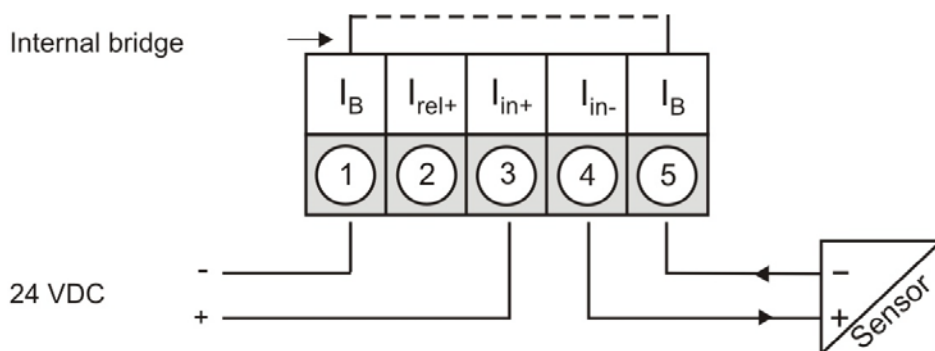 Internal bridge
I_B I_rel+ I_in+ I_in- I_B
1 2 3 4 5
24 VDC
-
+
-
+
Sensor